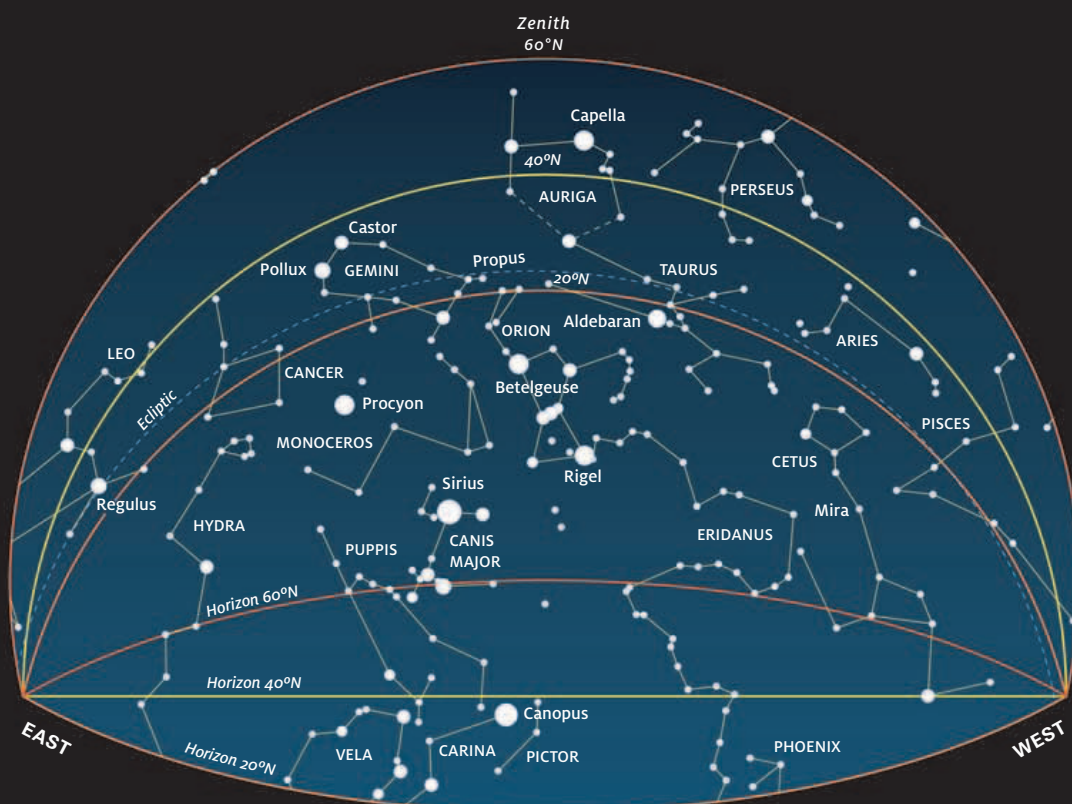 Zenith
60°N
Capella
40°N
PERSEUS
AURIGA
Castor
Propus
Pollux
GEMINI
TAURUS
20°N
ORION
Aldebaran
ARIES
LEO
CANCER
Betelgeuse
Ecliptic
Procyon
PISCES
MONOCEROS
CETUS
Rigel
Sirius
Regulus
Mira
HYDRA
ERIDANUS
PUPPIS
CANIS
MAJOR
Horizon 60°N
Horizon 40°N
Canopus
EAST
WEST
PHOENIX
VELA
CARINA
PICTOR
Horizon 20°N